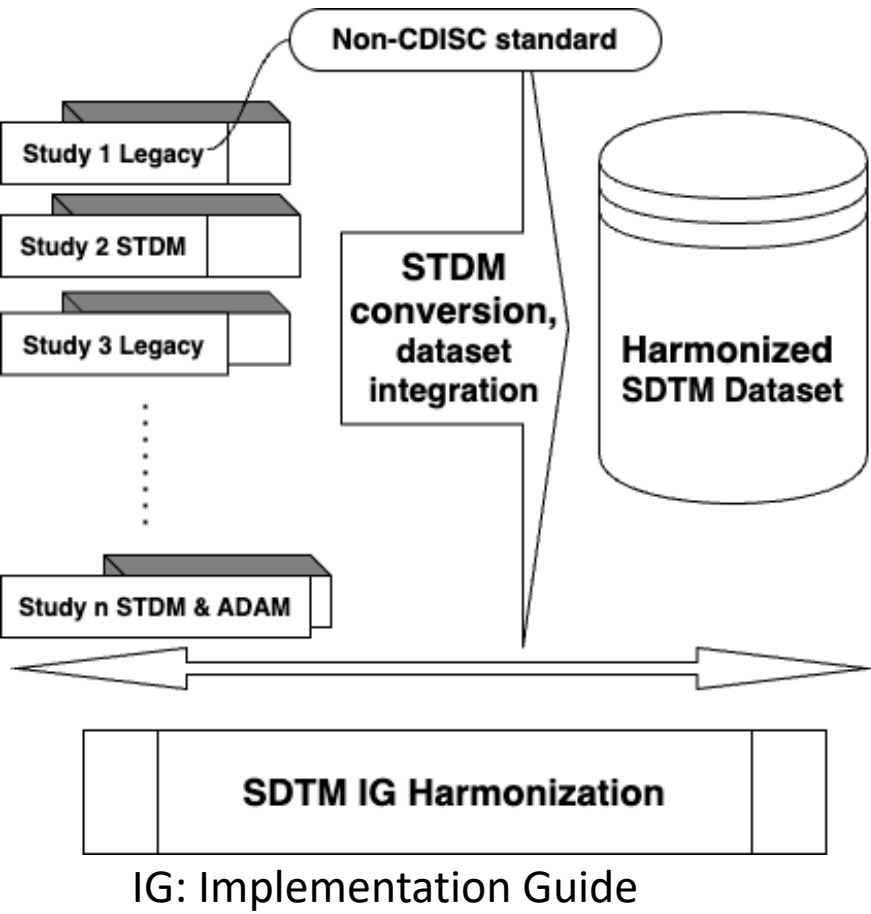 Non-CDISC standard
Study 1 Legacy
Study 2 STDM
Study 3 Legacy
Study n STDM & ADAM
STDM
conversion,
dataset
integration
Harmonized
SDTM Dataset
SDTM IG Harmonization
IG: Implementation Guide